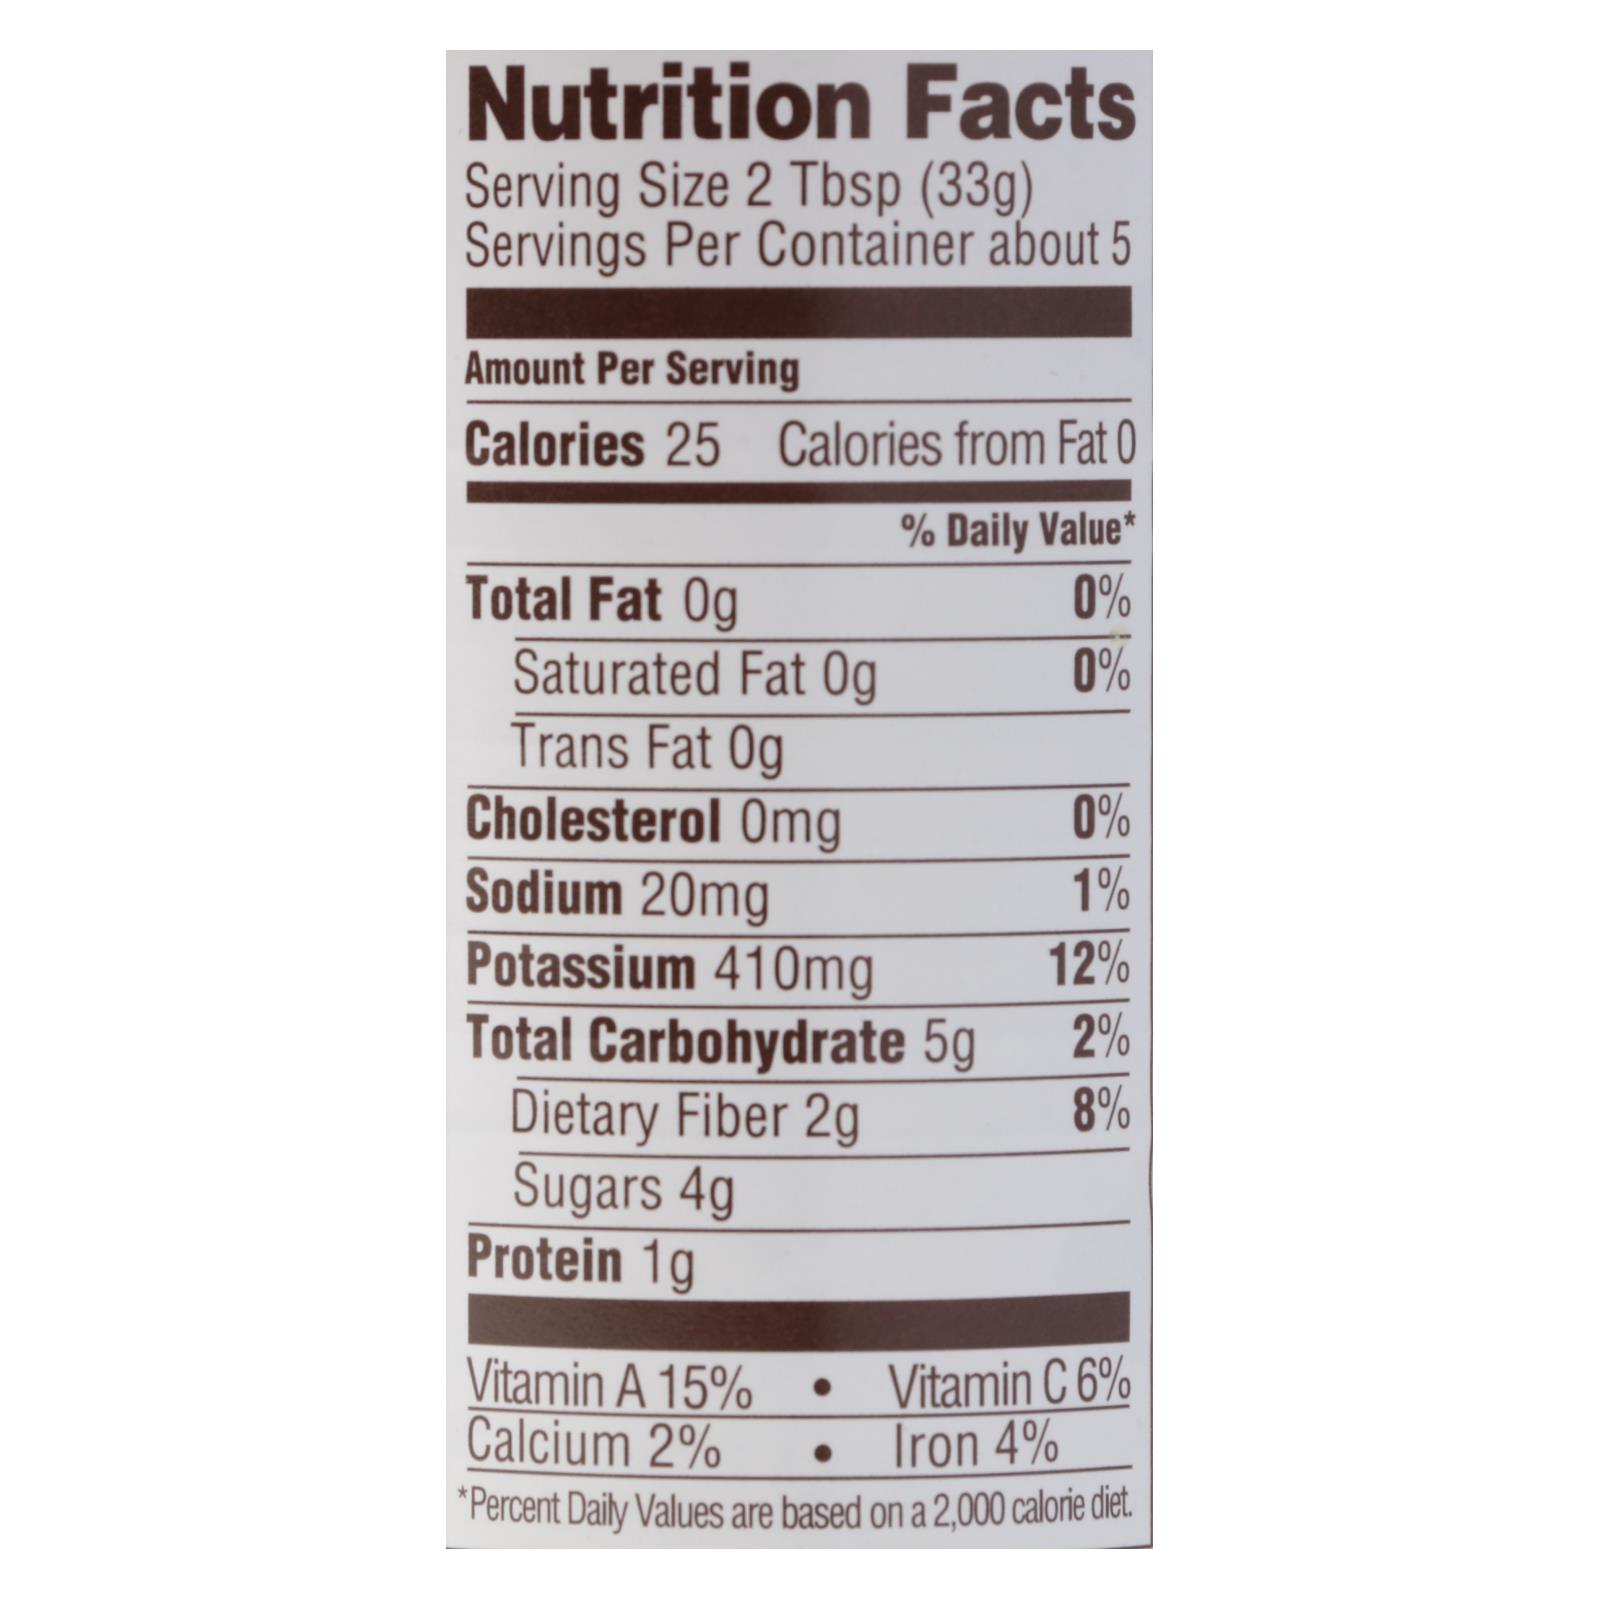 Nutrition Facts
Serving Size 2 Tbsp (33g)
Servings Per Container about 5
Amount Per Serving
Calories 25 Calories from Fat 0
% Daily Value*
Total Fat 0g 0%
Saturated Fat 0g 0%
Trans Fat 0g
Cholesterol 0mg 0%
Sodium 20mg 1%
Potassium 410mg 12%
Total Carbohydrate 5g 2%
Dietary Fiber 2g 8%
Sugars 4g
Protein 1g
Vitamin A 15% • Vitamin C 6%
Calcium 2% • Iron 4%
*Percent Daily Values are based on a 2,000 calorie diet.